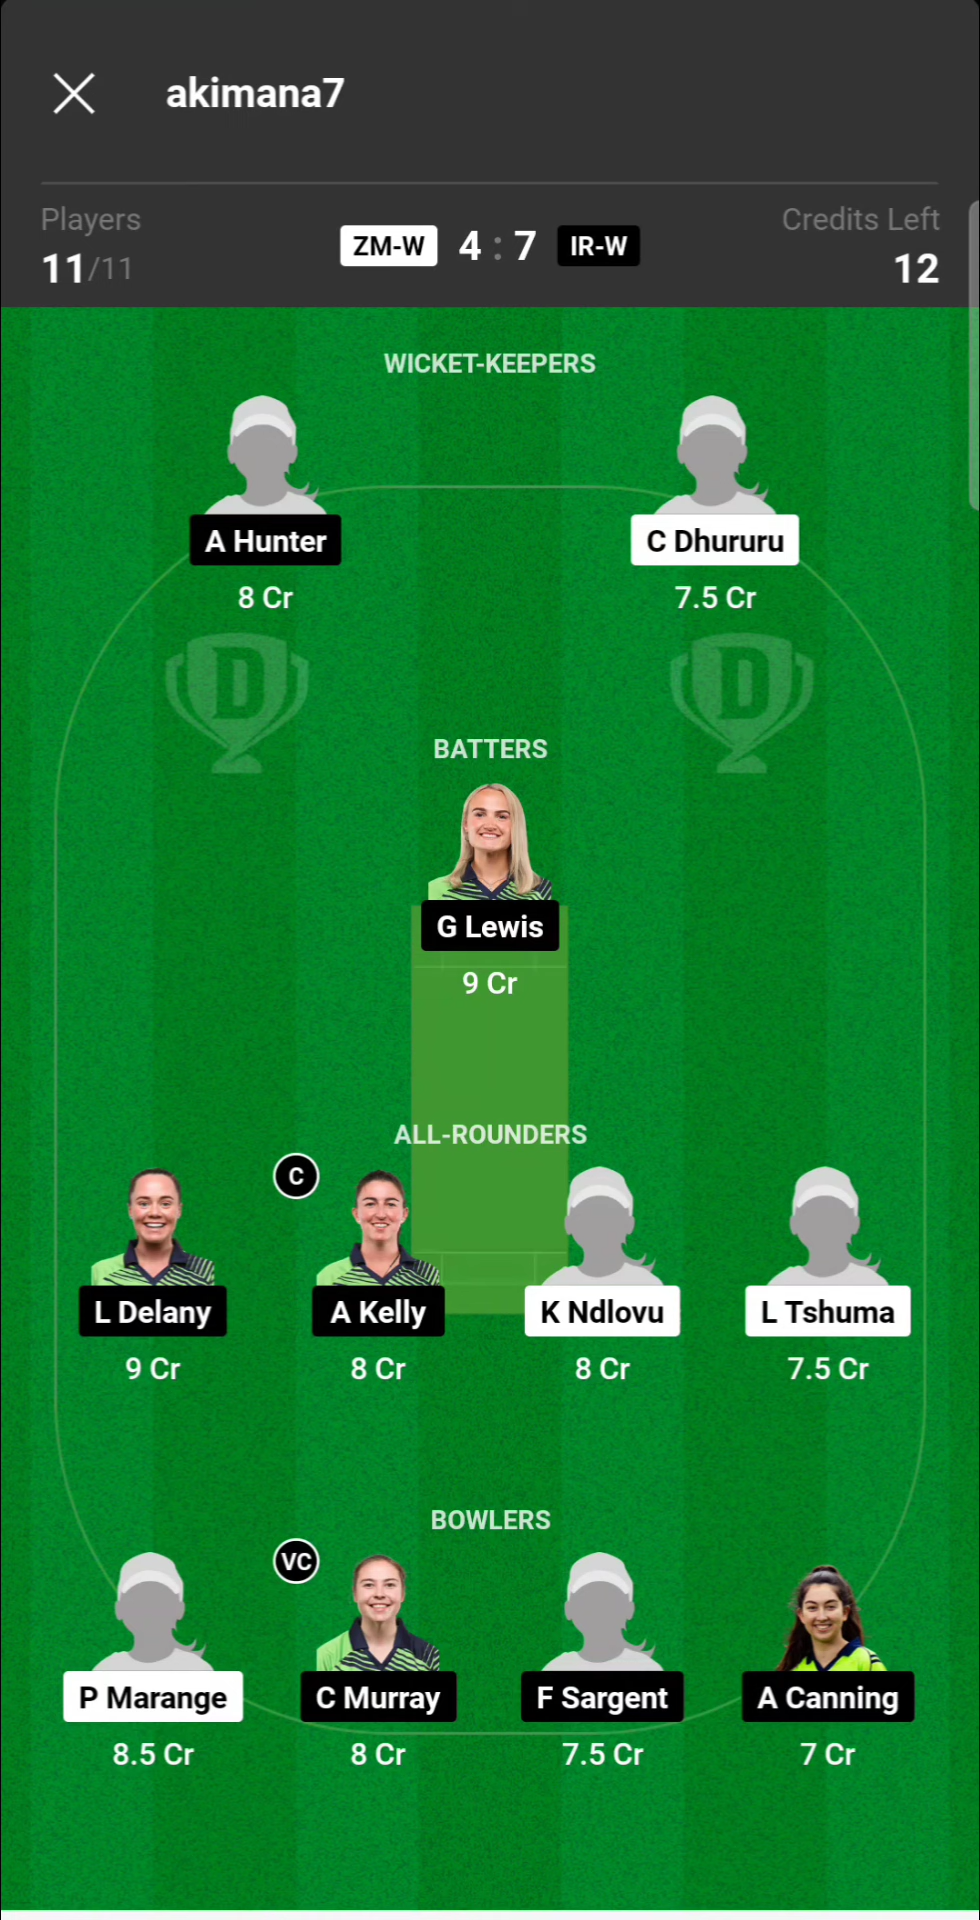 akimana7
Players
11/11
ZM-W 4 : 7 IR-W
Credits Left
12
WICKET-KEEPERS
A Hunter C Dhururu
8 Cr 7.5 Cr
D D
BATTERS
G Lewis
9 Cr
ALL-ROUNDERS
C
L Delany A Kelly K Ndlovu L Tshuma
9 Cr 8 Cr 8 Cr 7.5 Cr
BOWLERS
VC
P Marange C Murray F Sargent A Canning
8.5 Cr 8 Cr 7.5 Cr 7 Cr